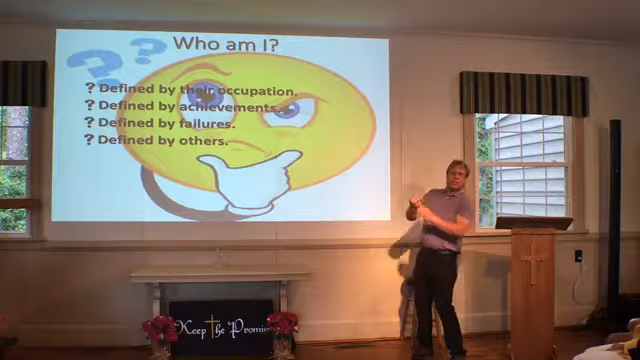 Who am I?
? Defined by their occupation.
? Defined by achievements.
? Defined by failures.
? Defined by others.
Keep the Promise